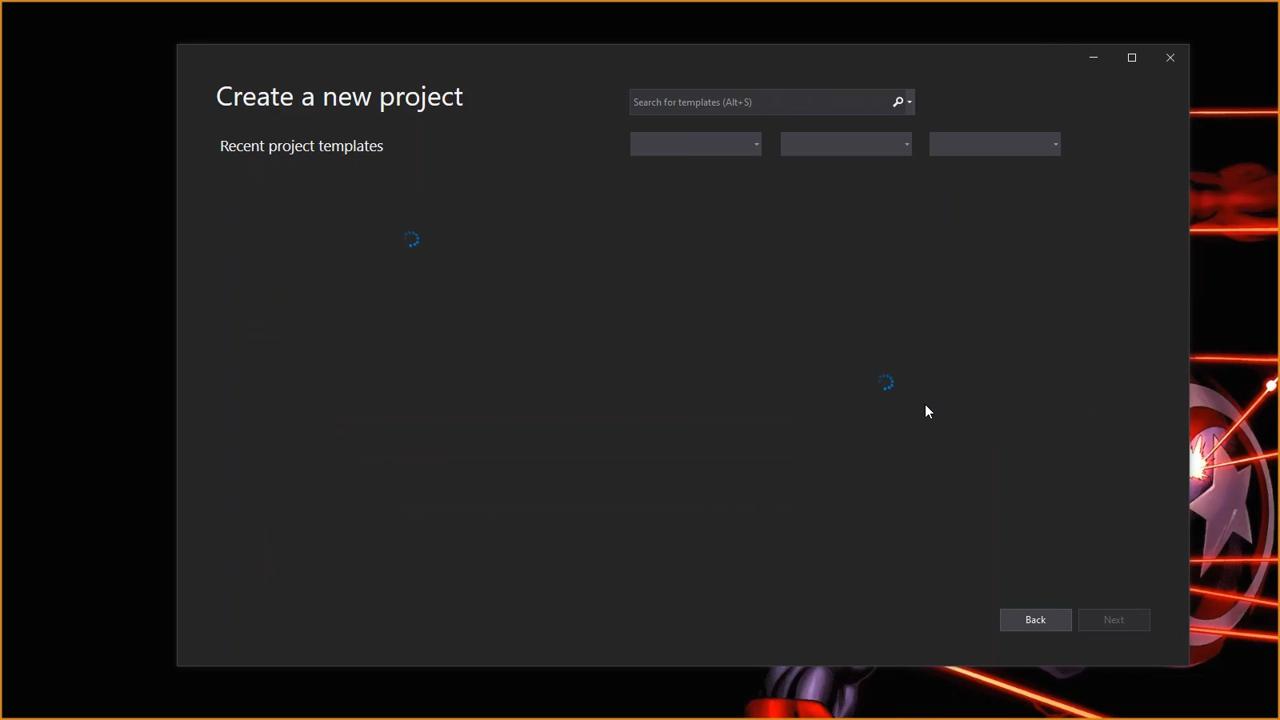 Create a new project
Search for templates (Alt+S)
Recent project templates
Back
Next